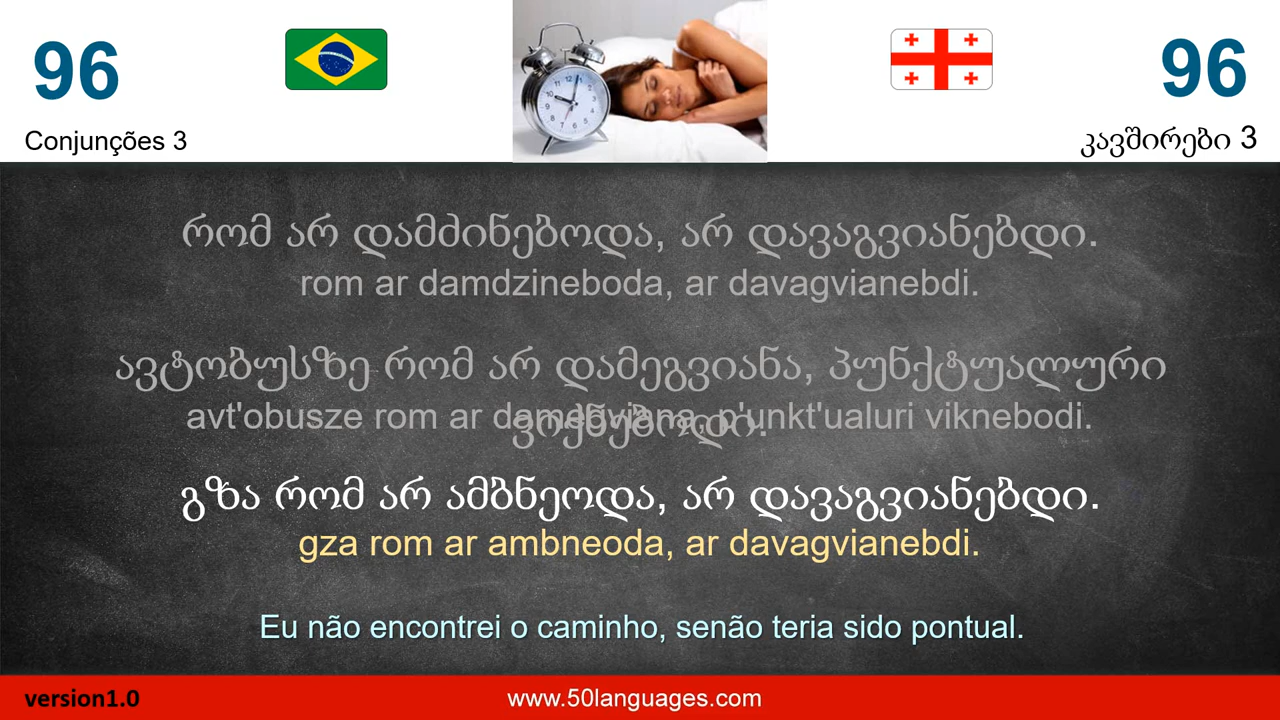 96
96
Conjunções 3
კავშირები 3
რომ არ დამძინებოდა, არ დავაგვიანებდი.
rom ar damdzineboda, ar davagvianebdi.
ავტობუსზე რომ არ დამეგვიანა, პუნქტუალური
ვიქნებოდი.
avt'obusze rom ar damegviana, p'unkt'ualuri viknebodi.
გზა რომ არ ამბნეოდა, არ დავაგვიანებდი.
gza rom ar ambneoda, ar davagvianebdi.
Eu não encontrei o caminho, senão teria sido pontual.
version1.0
www.50languages.com